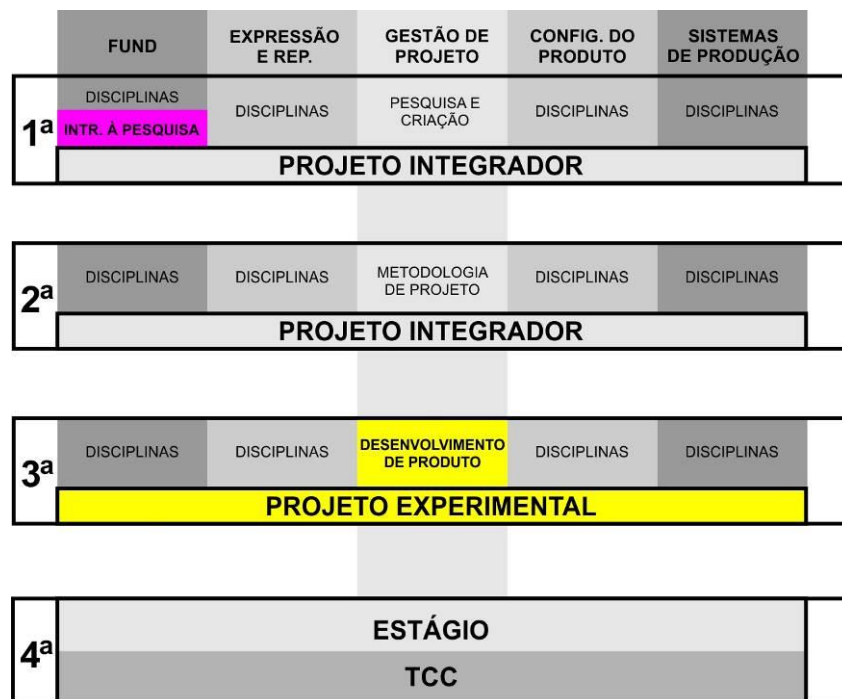 FUND
EXPRESSÃO
E REP.
GESTÃO DE
PROJETO
CONFIG. DO
PRODUTO
SISTEMAS
DE PRODUÇÃO
1ª
DISCIPLINAS
INTR. À PESQUISA
DISCIPLINAS
PESQUISA E
CRIAÇÃO
DISCIPLINAS
DISCIPLINAS
PROJETO INTEGRADOR
2ª
DISCIPLINAS
DISCIPLINAS
METODOLOGIA
DE PROJETO
DISCIPLINAS
DISCIPLINAS
PROJETO INTEGRADOR
3ª
DISCIPLINAS
DISCIPLINAS
DESENVOLVIMENTO
DE PRODUTO
DISCIPLINAS
DISCIPLINAS
PROJETO EXPERIMENTAL
4ª
ESTÁGIO
TCC